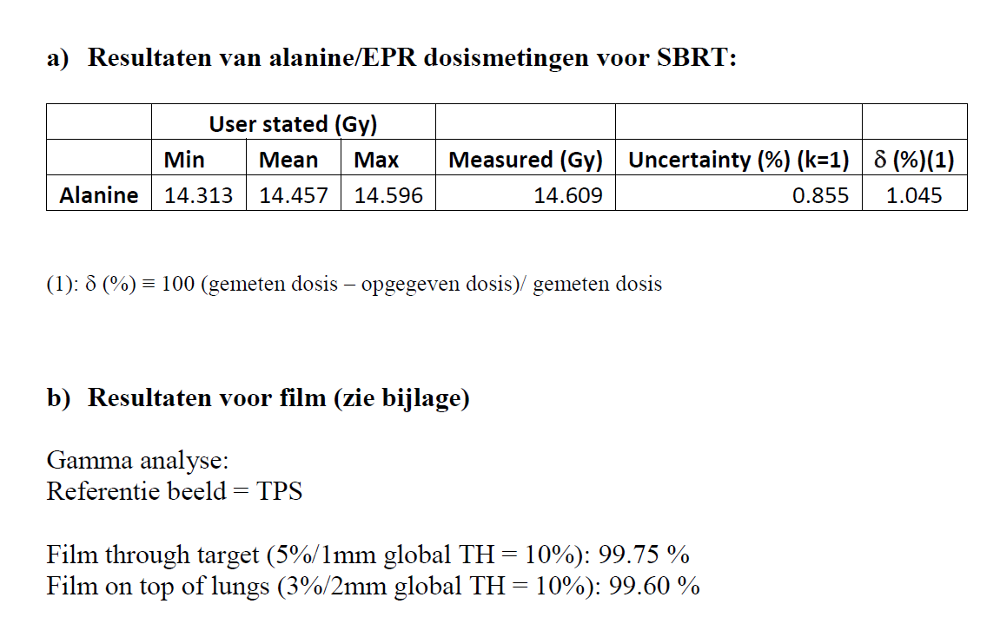 a) Resultaten van alanine/EPR dosismetingen voor SBRT:
User stated (Gy)
Min Mean Max Measured (Gy) Uncertainty (%) (k=1) δ (%)(1)
Alanine 14.313 14.457 14.596 14.609 0.855 1.045
(1): δ (%) ≡ 100 (gemeten dosis – opgegeven dosis)/ gemeten dosis
b) Resultaten voor film (zie bijlage)
Gamma analyse:
Referentie beeld = TPS
Film through target (5%/1mm global TH = 10%): 99.75 %
Film on top of lungs (3%/2mm global TH = 10%): 99.60 %